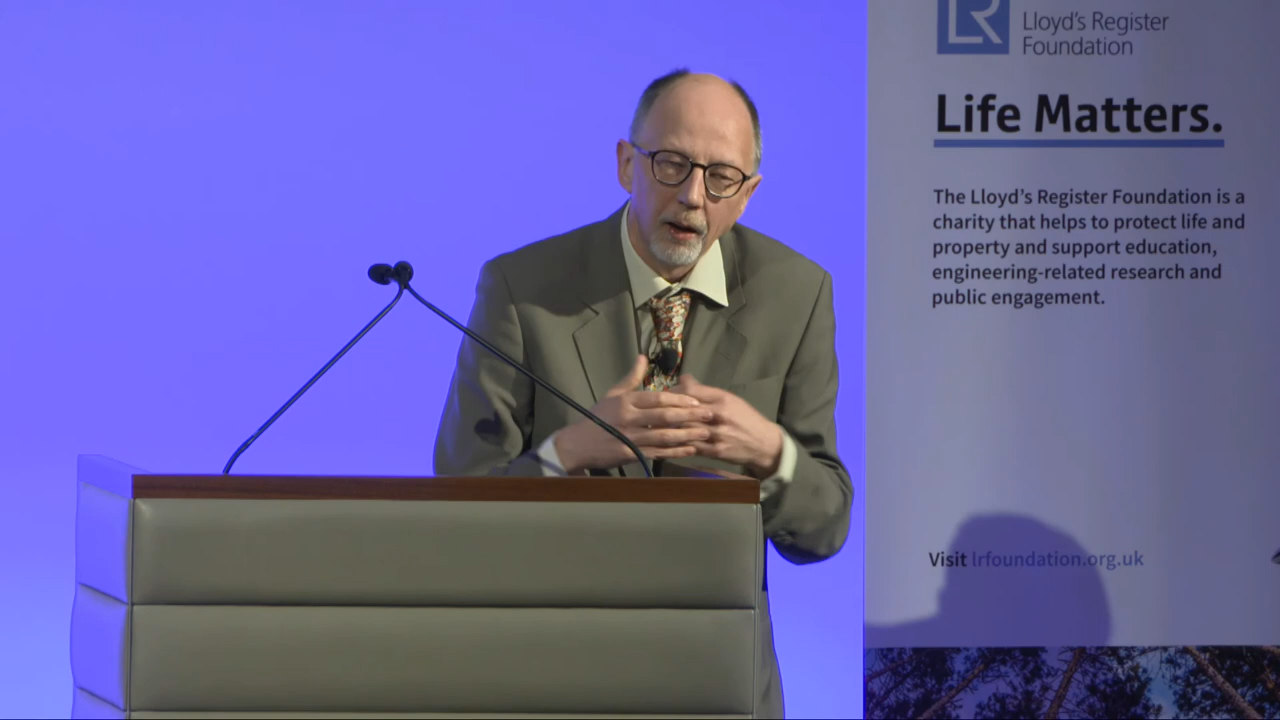 LR
Lloyd's Register
Foundation
Life Matters.
The Lloyd's Register Foundation is a
charity that helps to protect life and
property and support education,
engineering-related research and
public engagement.
Visit lrfoundation.org.uk